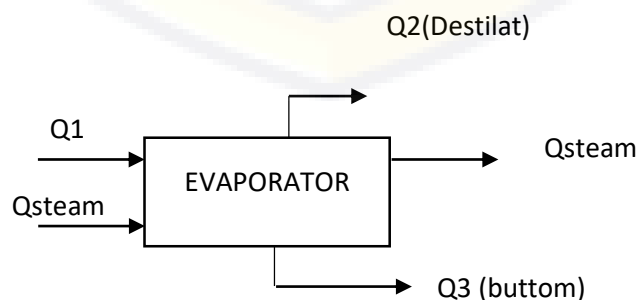 Q2(Destilat)
Q1
Qsteam
EVAPORATOR
Qsteam
Q3 (buttom)